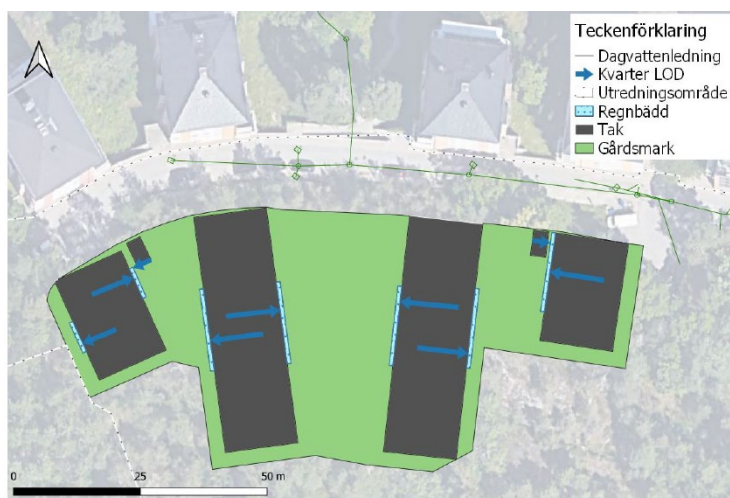 Teckenförklaring
Dagvattenledning
Kvarter LOD
Utredningsområde
Regnbädd
Tak
Gårdsmark
0 25 50 m